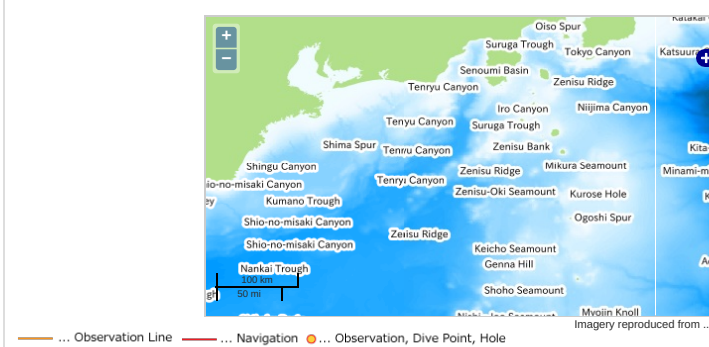 Oiso Spur
Katakai
+
Suruga Trough
Tokyo Canyon
Katsuura
−
Senoumi Basin
Tenryu Canyon
Zenisu Ridge
Iro Canyon
Niijima Canyon
Tenyu Canyon
Suruga Trough
Shima Spur
Tenryu Canyon
Zenisu Bank
Kita-
Shingu Canyon
Mikura Seamount
Zenisu Ridge
Minami-m
io-no-misaki Canyon
Tenryu Canyon
Zenisu-Oki Seamount
Kurose Hole
ey
Kumano Trough
Shio-no-misaki Canyon
Ogoshi Spur
Zenisu Ridge
Shio-no-misaki Canyon
Keicho Seamount
Genna Hill
Nankai Trough
100 km
50 mi
Shoho Seamount
Myojin Knoll
Imagery reproduced from ...
... Observation Line
... Navigation
... Observation, Dive Point, Hole